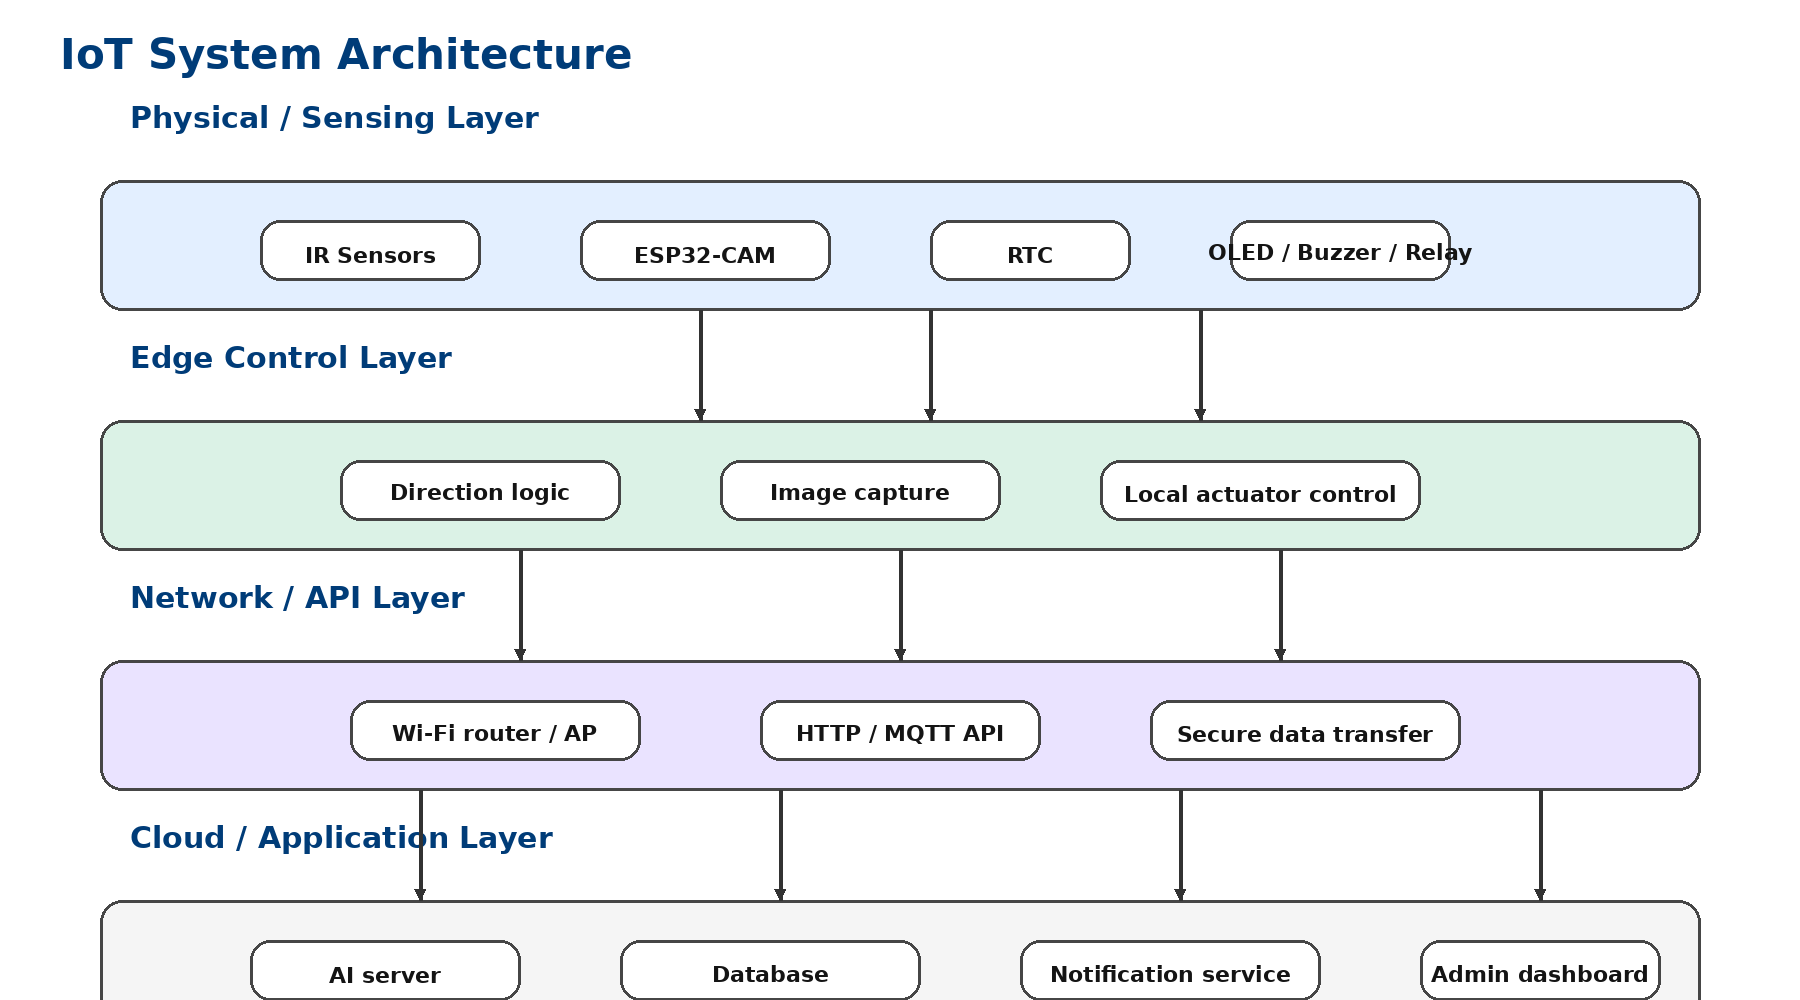 IoT System Architecture
Physical / Sensing Layer
IR Sensors
ESP32-CAM
RTC
OLED / Buzzer / Relay
Edge Control Layer
Direction logic
Image capture
Local actuator control
Network / API Layer
Wi-Fi router / AP
HTTP / MQTT API
Secure data transfer
Cloud / Application Layer
AI server
Database
Notification service
Admin dashboard